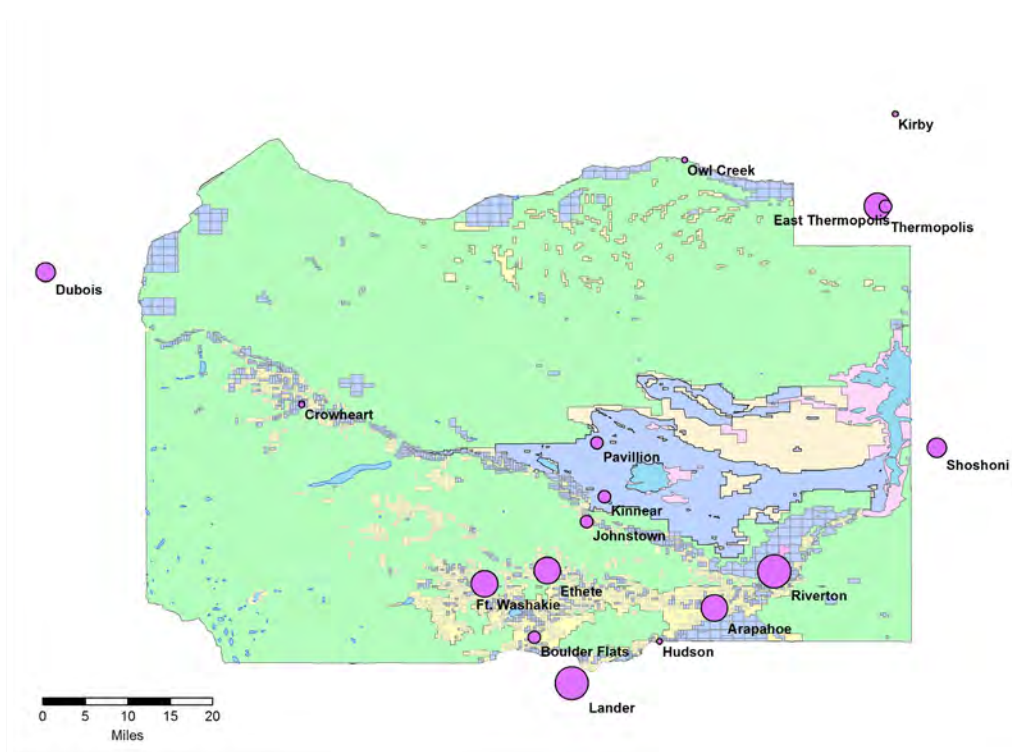 Kirby
Owl Creek
East Thermopolis
Thermopolis
Dubois
Crowheart
Pavillion
Shoshoni
Kinnear
Johnstown
Ethete
Riverton
Ft. Washakie
Arapahoe
Boulder Flats
Hudson
Lander
0 5 10 15 20
Miles